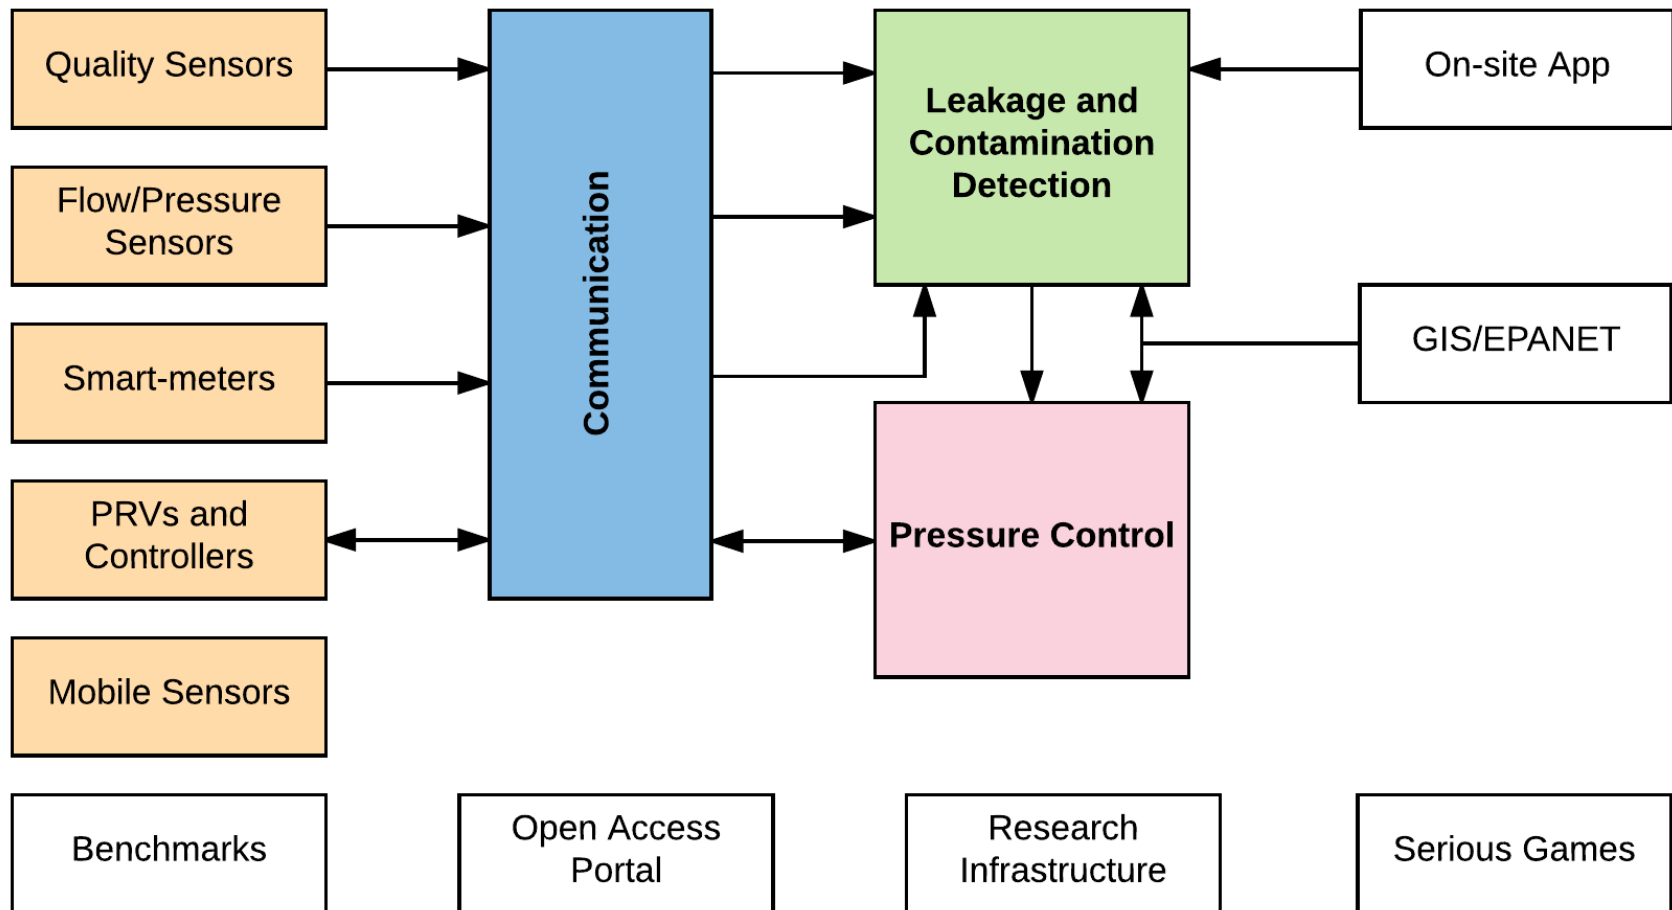 Quality Sensors
Flow/Pressure
Sensors
Smart-meters
PRVs and
Controllers
Mobile Sensors
Communication
Leakage and
Contamination
Detection
Pressure Control
On-site App
GIS/EPANET
Benchmarks
Open Access
Portal
Research
Infrastructure
Serious Games